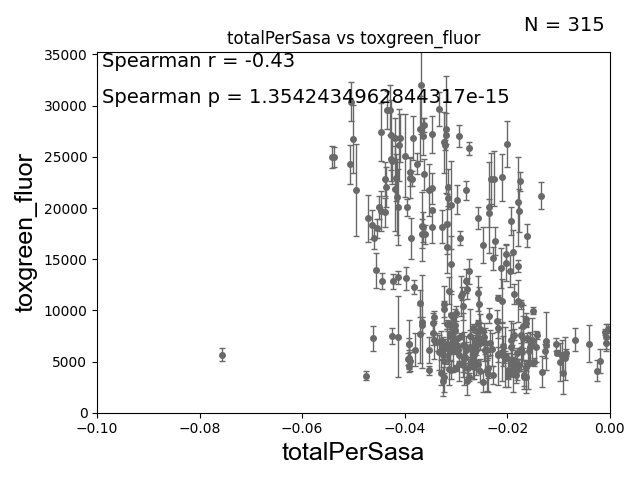 N = 315
totalPerSasa vs toxgreen_fluor
Spearman r = -0.43
Spearman p = 1.3542434962844317e-15
35000
30000
25000
20000
15000
10000
5000
0
toxgreen_fluor
−0.10 −0.08 −0.06 −0.04 −0.02 0.00
totalPerSasa